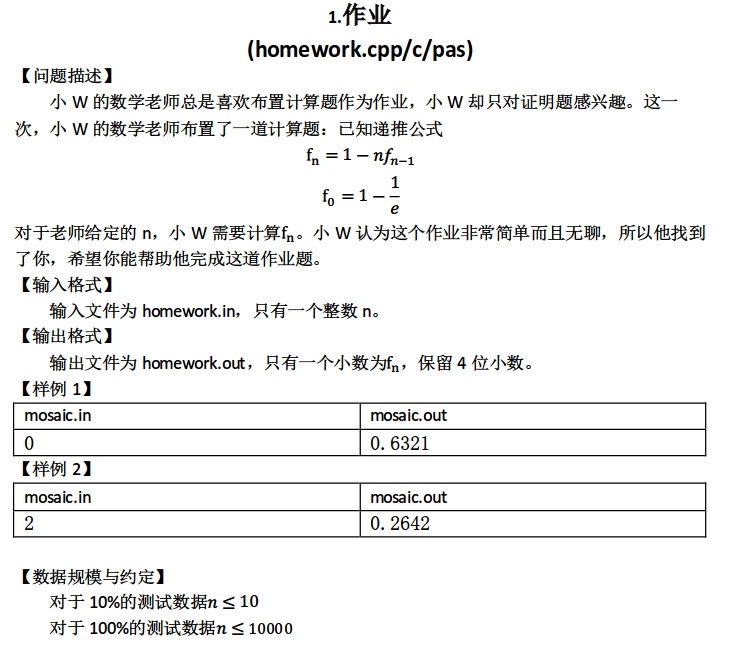 1.作业
(homework.cpp/c/pas)
【问题描述】
小 W 的数学老师总是喜欢布置计算题作为作业，小 W 却只对证明题感兴趣。这一
次，小 W 的数学老师布置了一道计算题：已知递推公式
fₙ = 1 − nfₙ₋₁
f₀ = 1 − 1/e
对于老师给定的 n，小 W 需要计算fₙ。小 W 认为这个作业非常简单而且无聊，所以他找到
了你，希望你能帮助他完成这道作业题。
【输入格式】
输入文件为 homework.in，只有一个整数 n。
【输出格式】
输出文件为 homework.out，只有一个小数为fₙ，保留 4 位小数。
【样例 1】
mosaic.in mosaic.out
0 0.6321
【样例 2】
mosaic.in mosaic.out
2 0.2642
【数据规模与约定】
对于 10%的测试数据n ≤ 10
对于 100%的测试数据n ≤ 10000